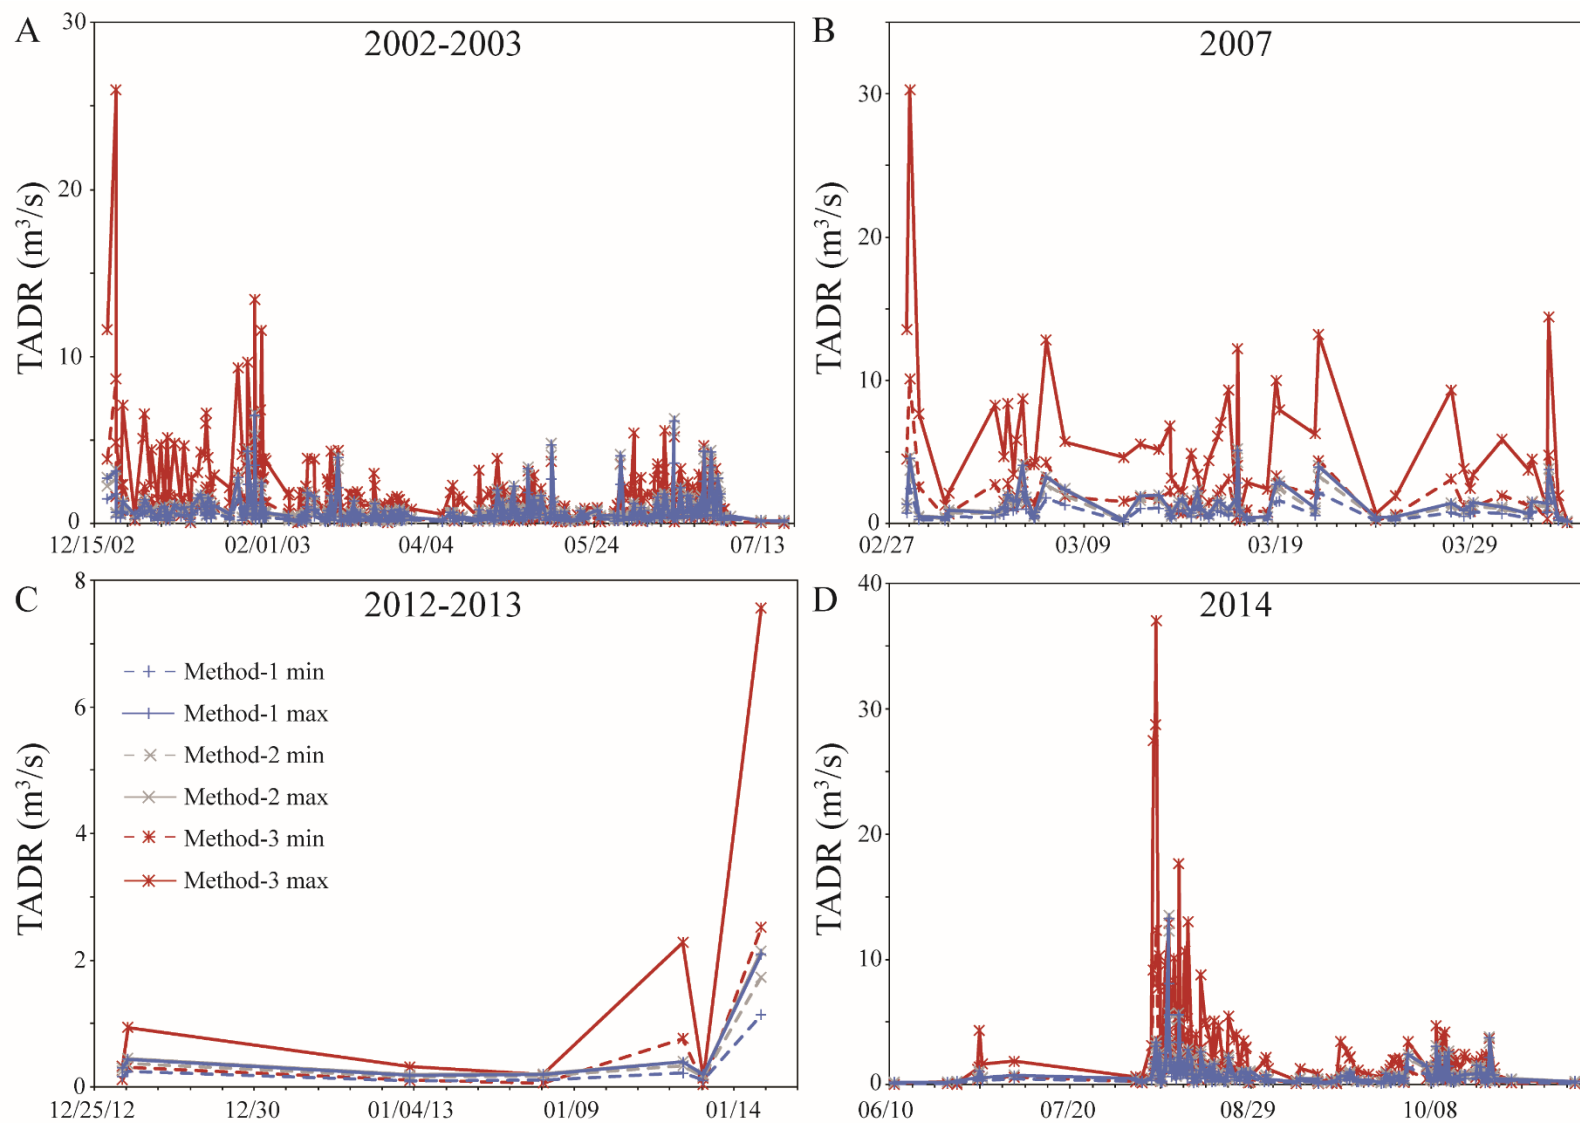 A
2002-2003
TADR (m³/s)
30
20
10
0
12/15/02
02/01/03
04/04
05/24
07/13
B
2007
TADR (m³/s)
30
20
10
0
02/27
03/09
03/19
03/29
C
2012-2013
TADR (m³/s)
8
6
4
2
0
Method-1 min
Method-1 max
Method-2 min
Method-2 max
Method-3 min
Method-3 max
12/25/12
12/30
01/04/13
01/09
01/14
D
2014
TADR (m³/s)
40
30
20
10
0
06/10
07/20
08/29
10/08